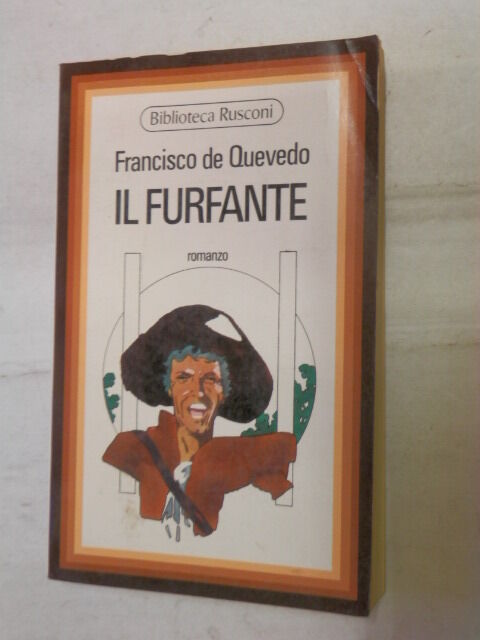 Biblioteca Rusconi
Francisco de Quevedo
IL FURFANTE
romanzo